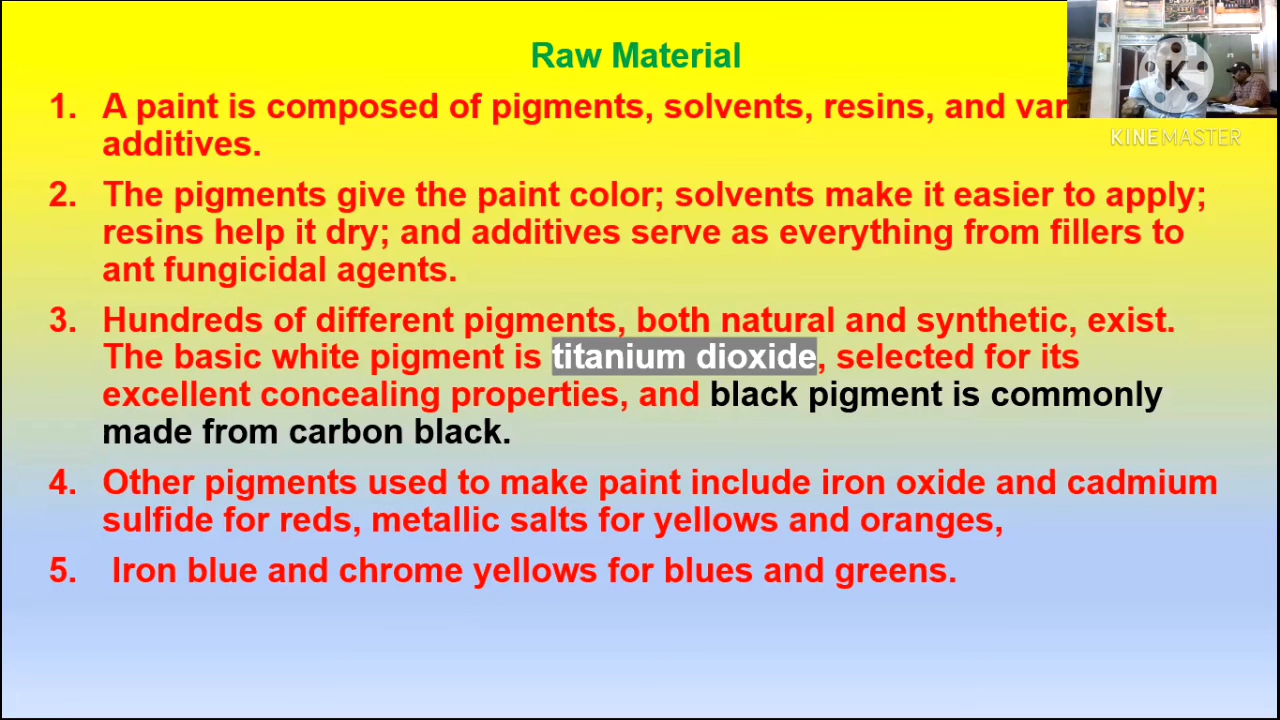 Raw Material
1. A paint is composed of pigments, solvents, resins, and var
additives.
2. The pigments give the paint color; solvents make it easier to apply;
resins help it dry; and additives serve as everything from fillers to
ant fungicidal agents.
3. Hundreds of different pigments, both natural and synthetic, exist.
The basic white pigment is titanium dioxide, selected for its
excellent concealing properties, and black pigment is commonly
made from carbon black.
4. Other pigments used to make paint include iron oxide and cadmium
sulfide for reds, metallic salts for yellows and oranges,
5. Iron blue and chrome yellows for blues and greens.
K
KINEMASTER